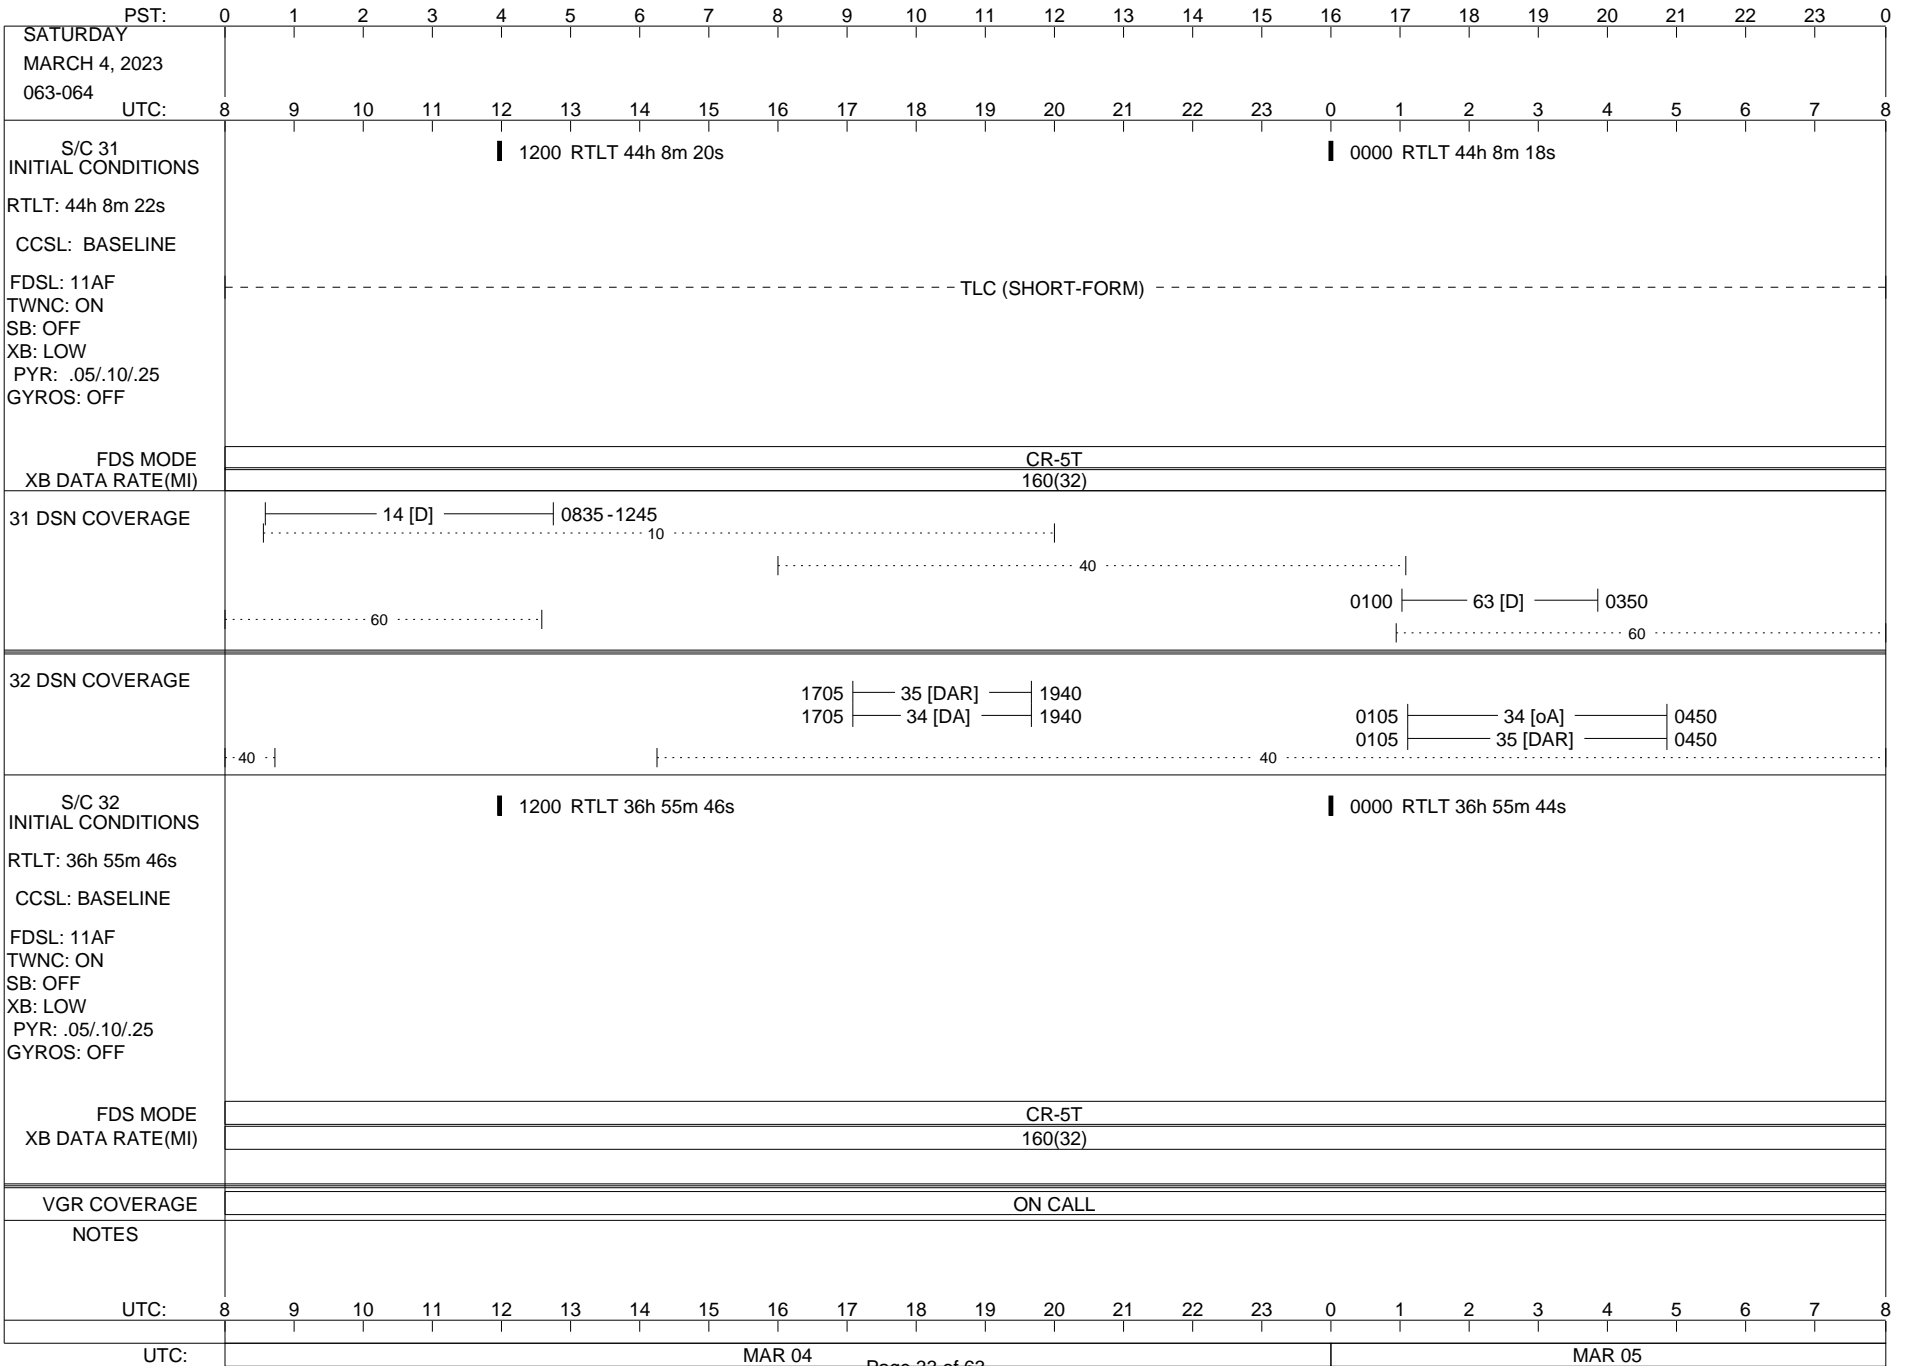 PST: 0 1 2 3 4 5 6 7 8 9 10 11 12 13 14 15 16 17 18 19 20 21 22 23 0
SATURDAY
MARCH 4, 2023
063-064
UTC: 8 9 10 11 12 13 14 15 16 17 18 19 20 21 22 23 0 1 2 3 4 5 6 7 8
S/C 31
INITIAL CONDITIONS
1200 RTLT 44h 8m 20s
0000 RTLT 44h 8m 18s
RTLT: 44h 8m 22s
CCSL: BASELINE
FDSL: 11AF
TWNC: ON
SB: OFF
XB: LOW
PYR: .05/.10/.25
GYROS: OFF
TLC (SHORT-FORM)
FDS MODE CR-5T
XB DATA RATE(MI) 160(32)
31 DSN COVERAGE
14 [D] 0835-1245
10
40
0100 63 [D] 0350
60
60
32 DSN COVERAGE
1705 35 [DAR] 1940
1705 34 [DA] 1940
0105 34 [oA] 0450
0105 35 [DAR] 0450
40 40
S/C 32
INITIAL CONDITIONS
1200 RTLT 36h 55m 46s
0000 RTLT 36h 55m 44s
RTLT: 36h 55m 46s
CCSL: BASELINE
FDSL: 11AF
TWNC: ON
SB: OFF
XB: LOW
PYR: .05/.10/.25
GYROS: OFF
FDS MODE CR-5T
XB DATA RATE(MI) 160(32)
VGR COVERAGE ON CALL
NOTES
UTC: 8 9 10 11 12 13 14 15 16 17 18 19 20 21 22 23 0 1 2 3 4 5 6 7 8
UTC: MAR 04 MAR 05